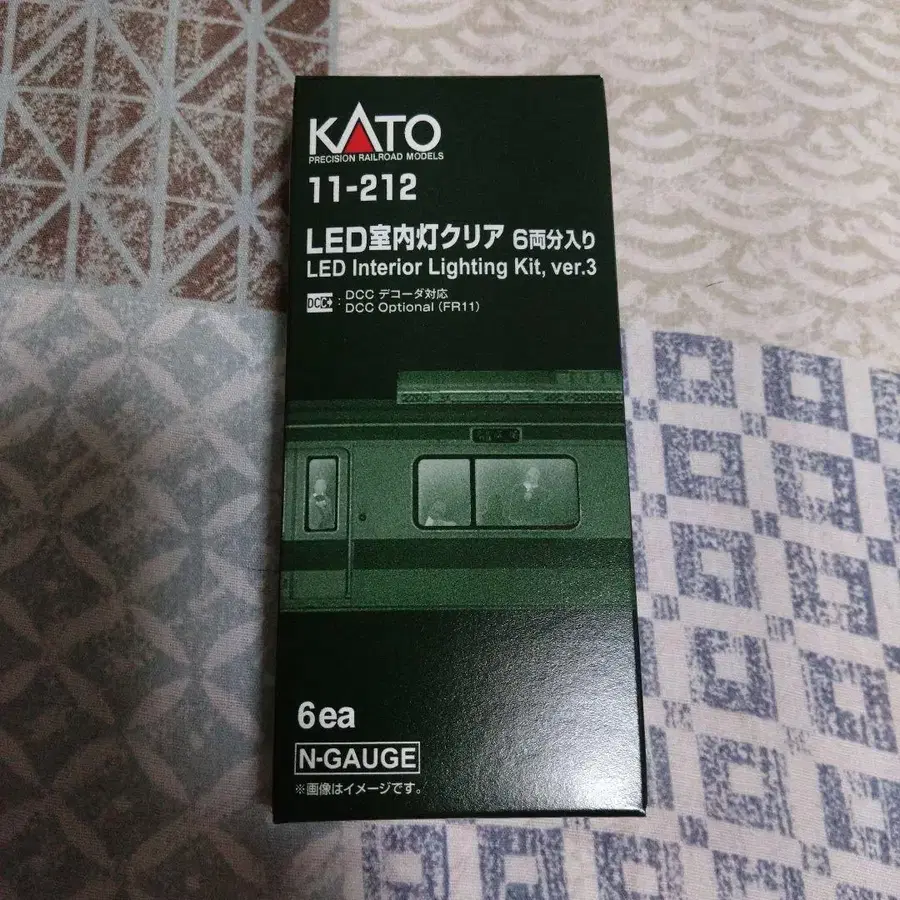 KATO
PRECISION RAILROAD MODELS
11-212
LED室内灯クリア 6両分入り
LED Interior Lighting Kit, ver.3
DCC : DCC デコーダ対応
DCC Optional (FR11)
6ea
N-GAUGE
※画像はイメージです。